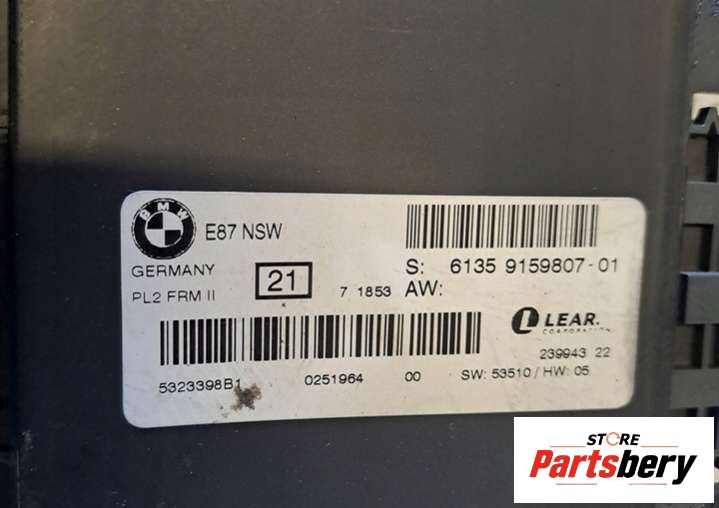 BMW
E87 NSW
GERMANY
PL2 FRM II
21
7 1853
S: 6135 9159807-01
AW:
LEAR.
CORPORATION
239943 22
5323398B1 0251964 00 SW: 53510 / HW: 05
STORE
Partsbery